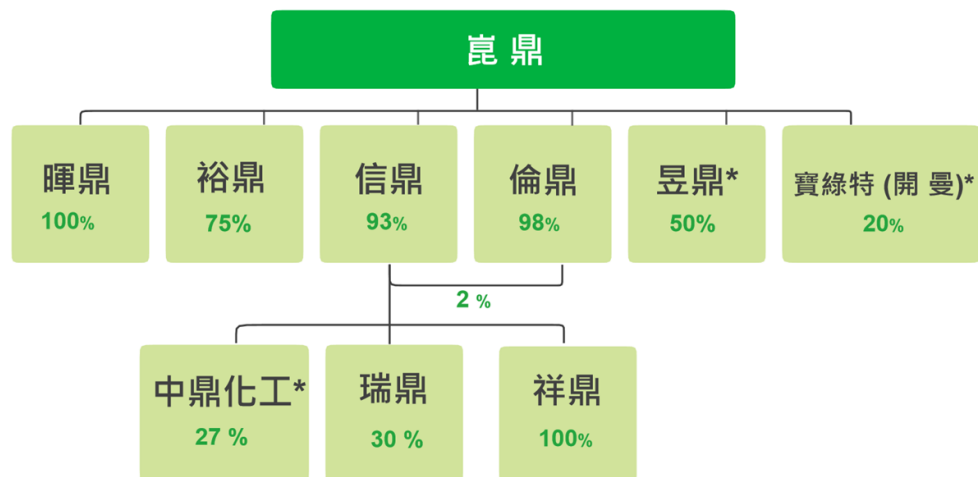 崑 鼎
暉鼎
100%
裕鼎
75%
信鼎
93%
倫鼎
98%
昱鼎*
50%
寶綠特 (開 曼)*
20%
2 %
中鼎化工*
27 %
瑞鼎
30 %
祥鼎
100%